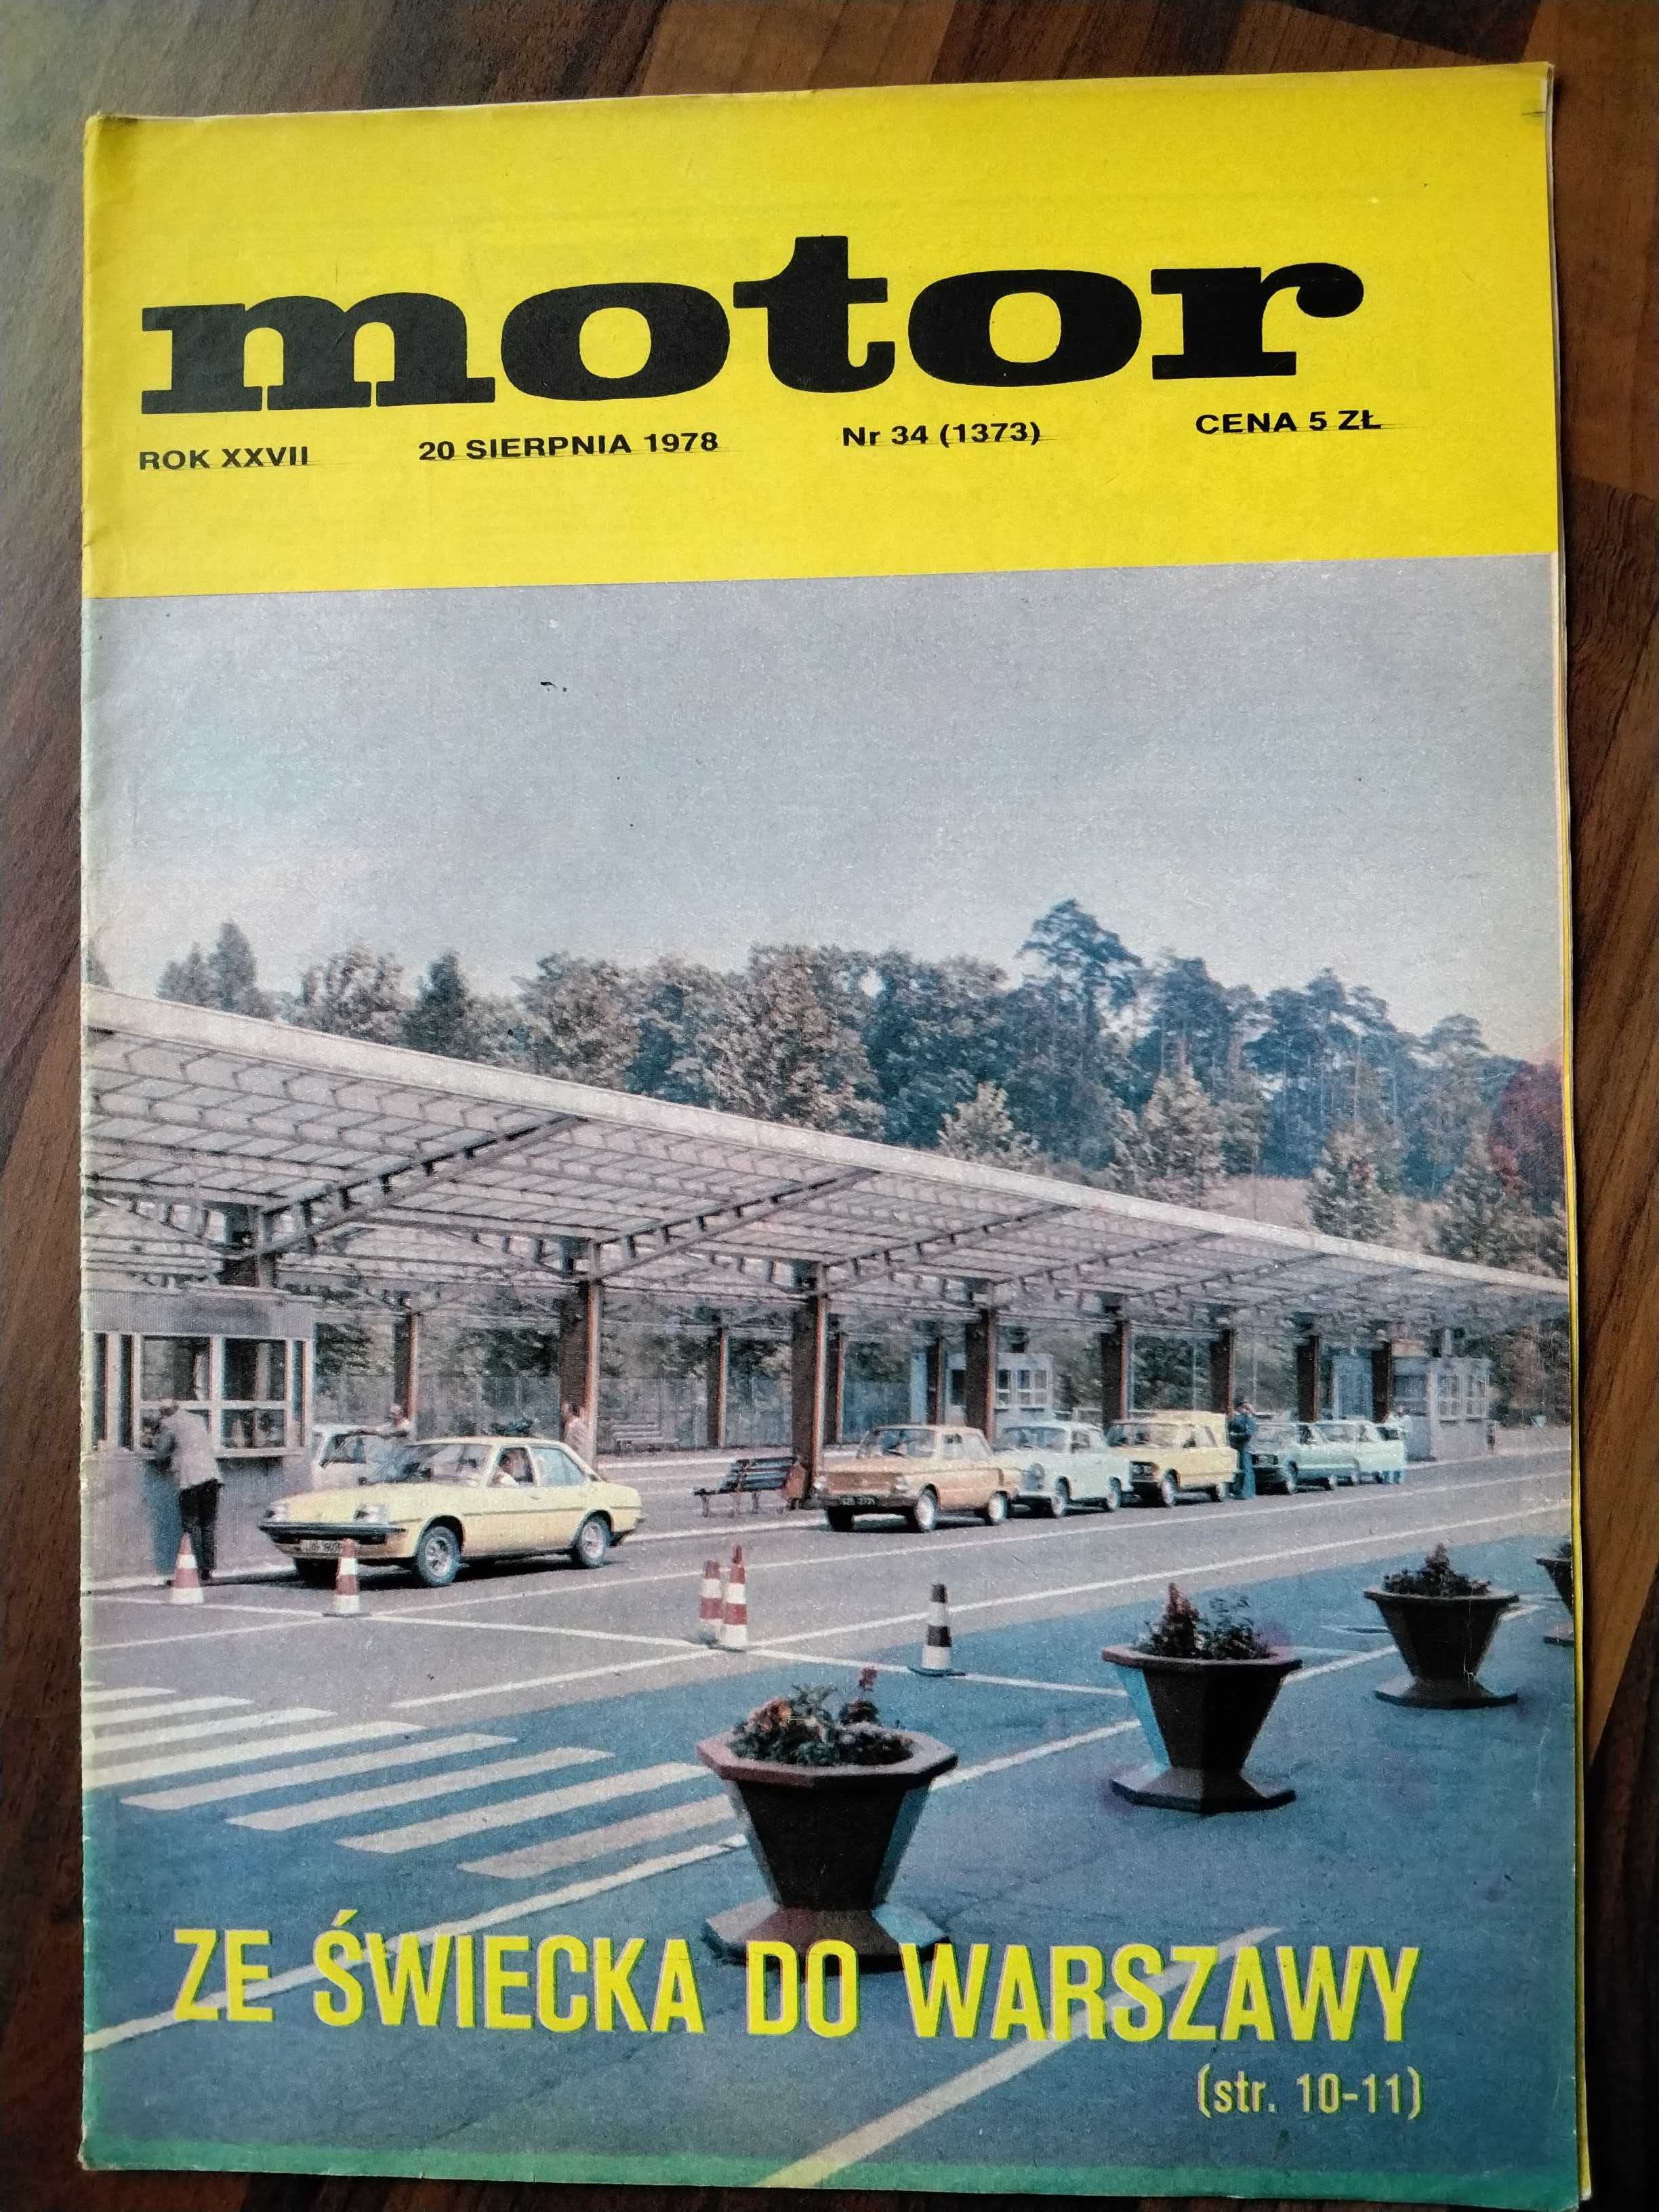 motor
ROK XXVII 20 SIERPNIA 1978 Nr 34 (1373) CENA 5 ZŁ
ZE ŚWIECKA DO WARSZAWY
(str. 10-11)